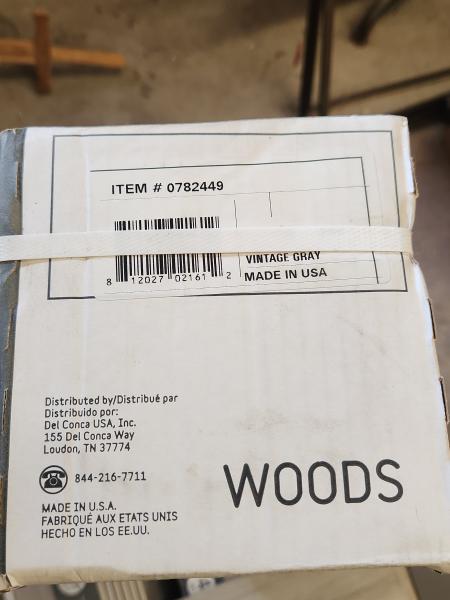 ITEM # 0782449
VINTAGE GRAY
8 12027 02161 2
MADE IN USA
Distributed by/Distribué par
Distribuido por:
Del Conca USA, Inc.
155 Del Conca Way
Loudon, TN 37774
844-216-7711
WOODS
MADE IN U.S.A.
FABRIQUÉ AUX ETATS UNIS
HECHO EN LOS EE.UU.